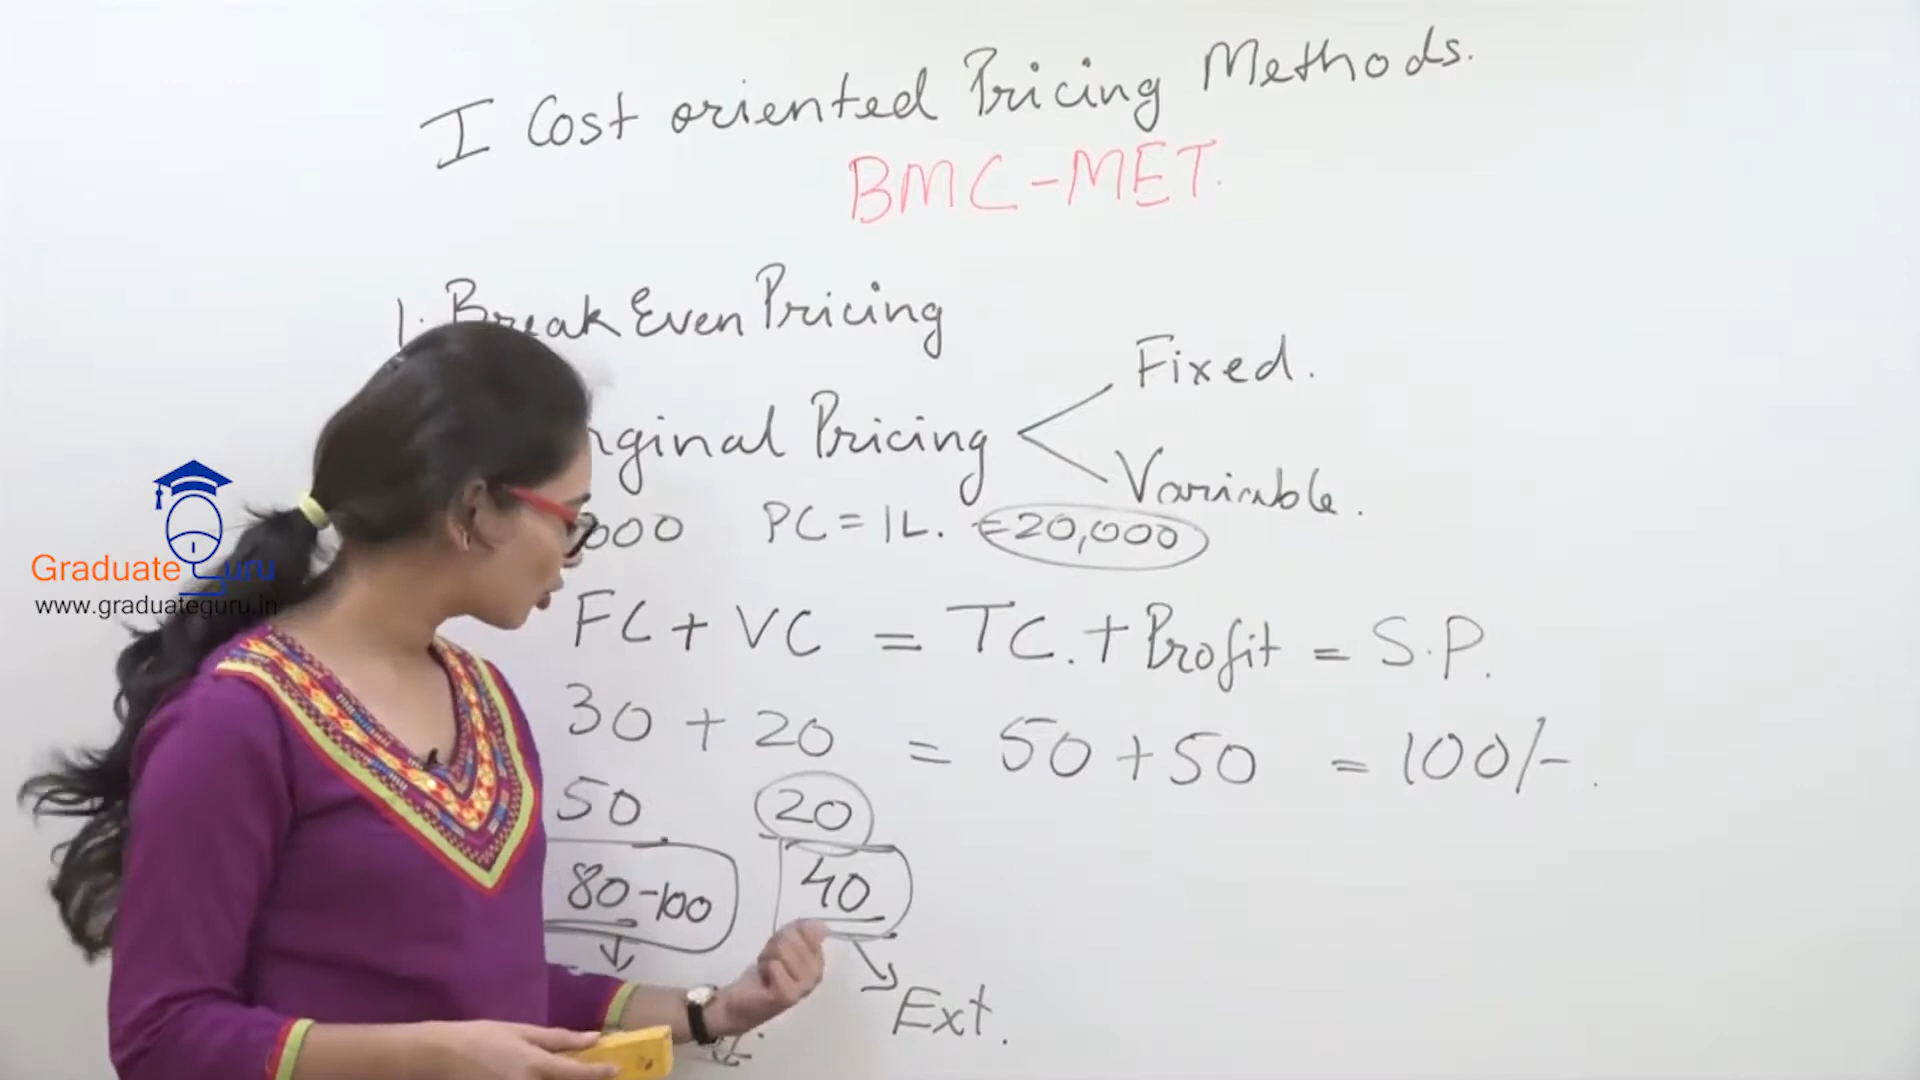 I Cost oriented Pricing Methods.
BMC-MET.
1. Break Even Pricing
Fixed.
Pricing
Variable.
000 PC = 1L. = 20,000
FC + VC = TC. + Profit = S.P.
30 + 20 = 50 + 50 = 100/-.
50 20
80-100 40
Ext.
Graduate Guru
www.graduateguru.in